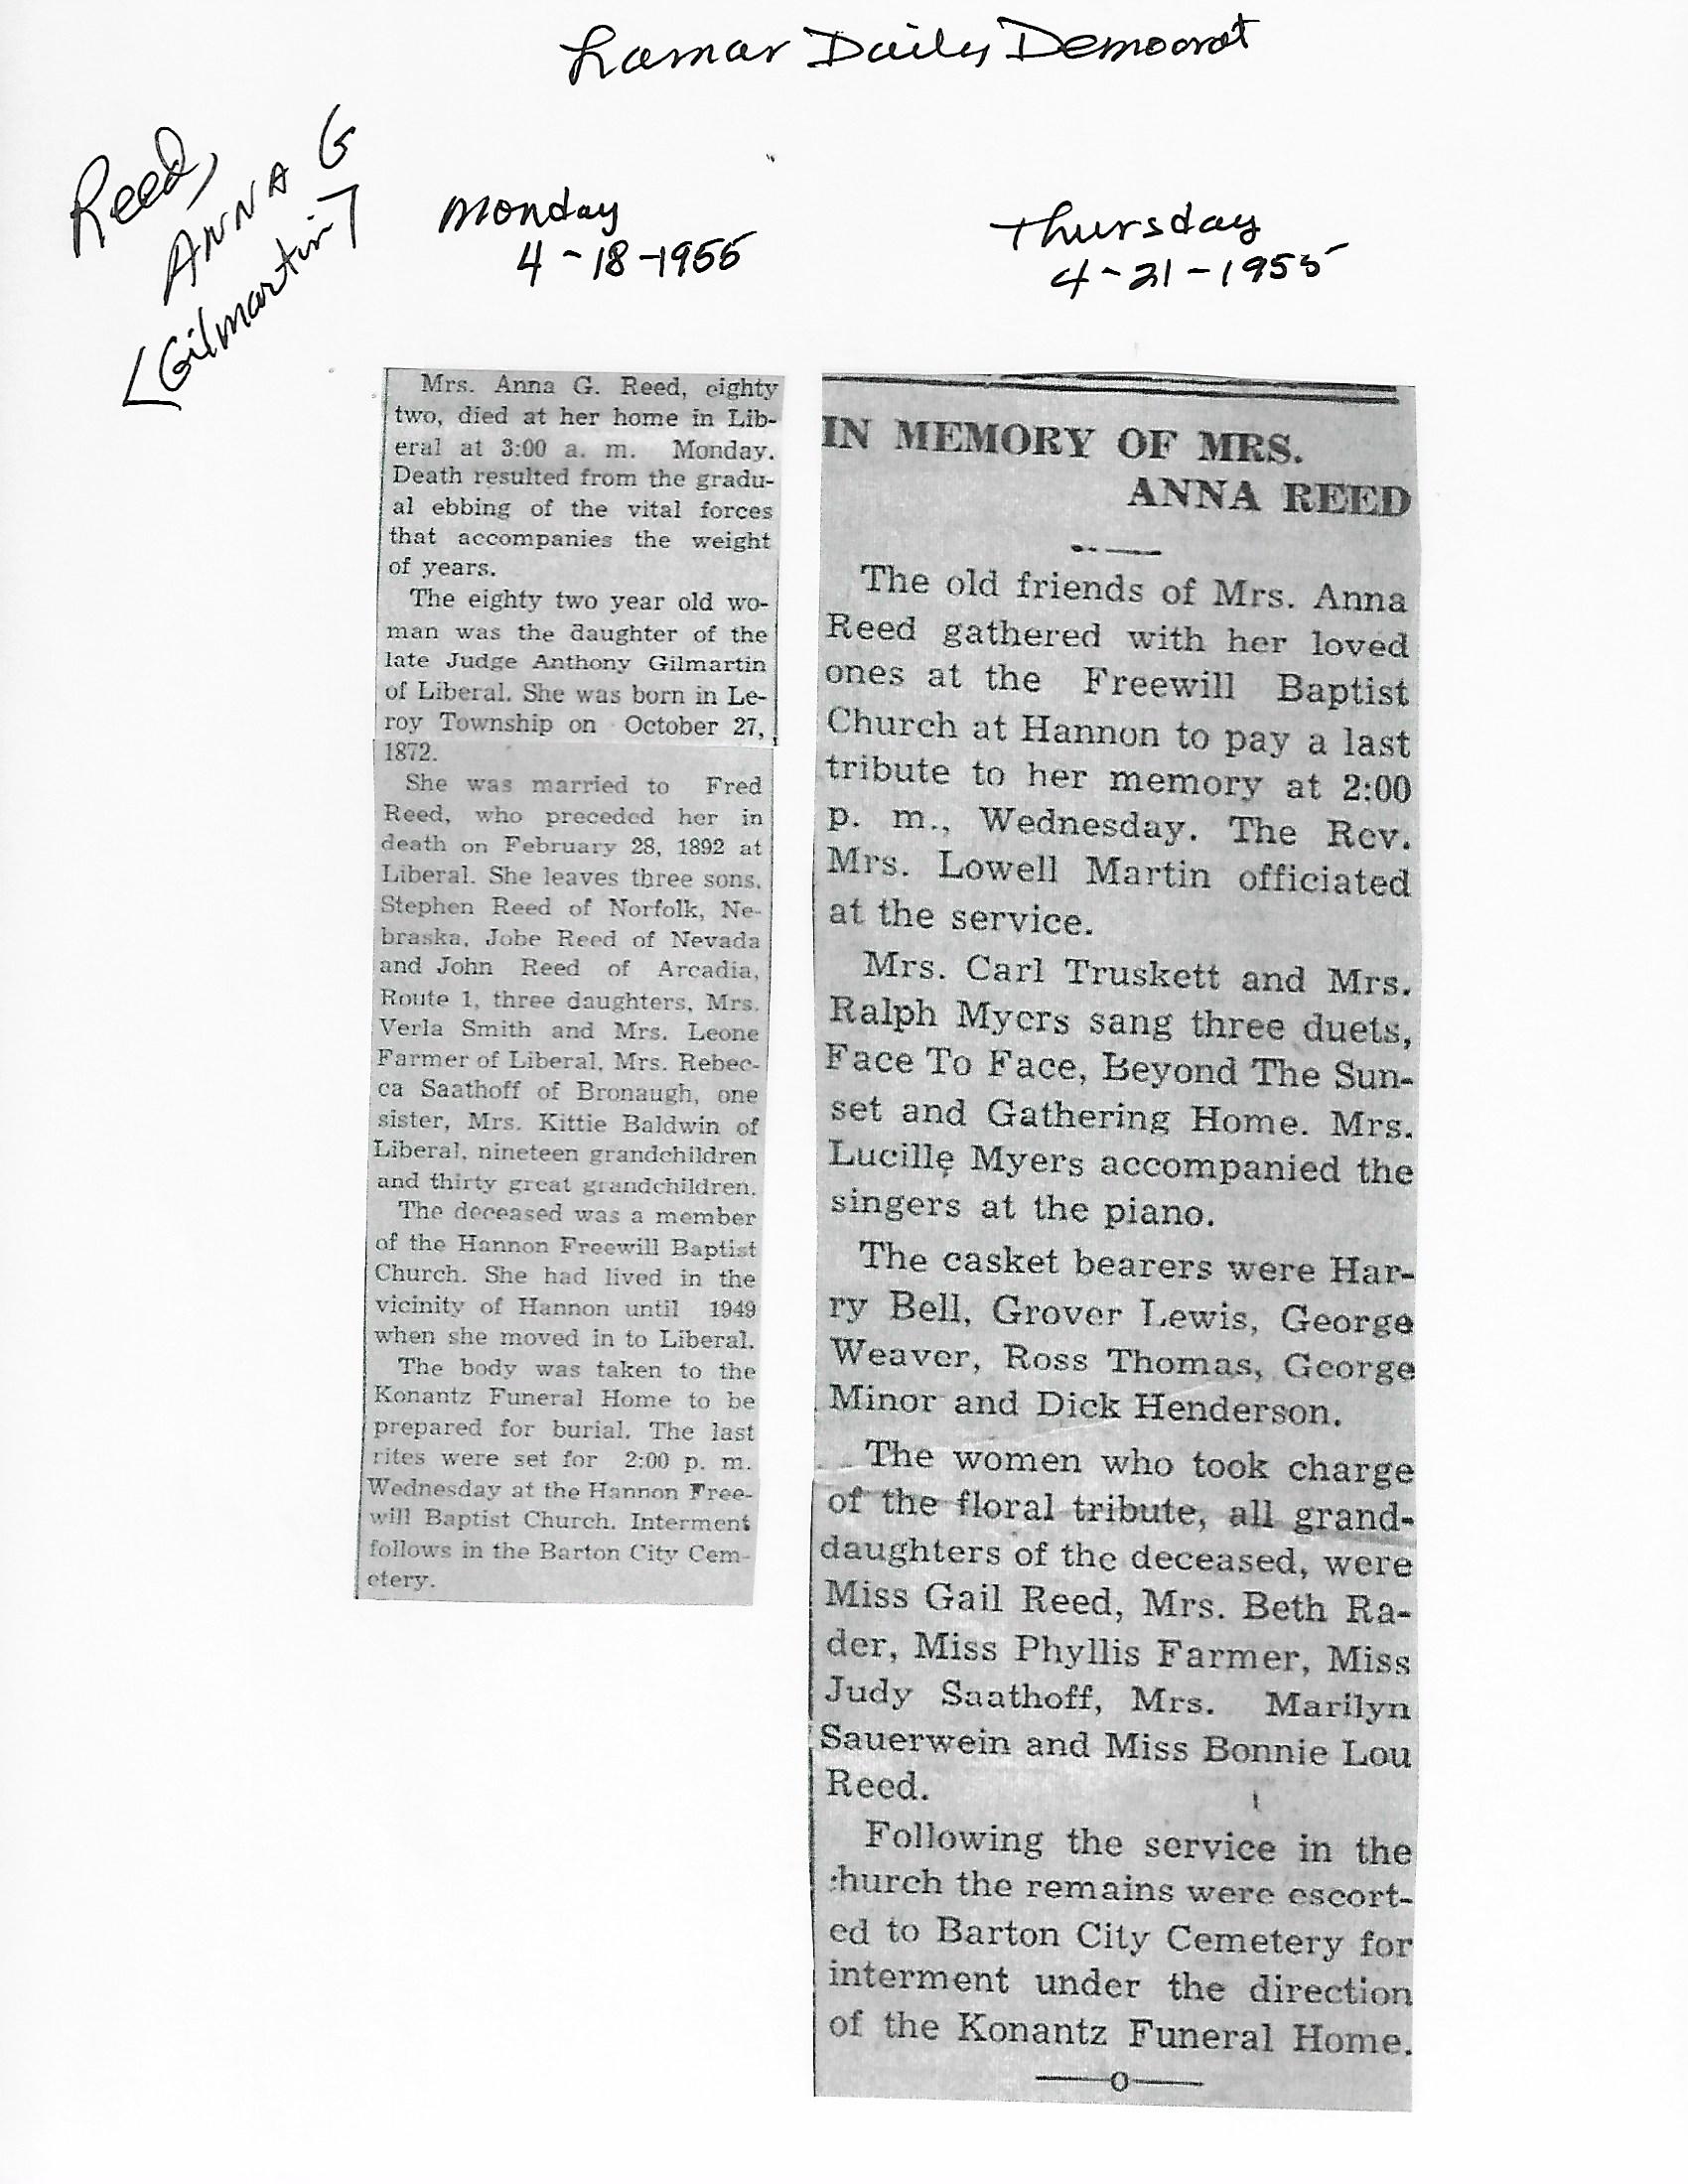 Lamar Daily Democrat
Reed,
ANNA G
[Gilmartin]
Monday
4-18-1955
Thursday
4-21-1955
Mrs. Anna G. Reed, eighty
two, died at her home in Lib-
eral at 3:00 a. m. Monday.
Death resulted from the gradu-
al ebbing of the vital forces
that accompanies the weight
of years.
The eighty two year old wo-
man was the daughter of the
late Judge Anthony Gilmartin
of Liberal. She was born in Le-
roy Township on October 27,
1872.
She was married to Fred
Reed, who preceded her in
death on February 28, 1892 at
Liberal. She leaves three sons,
Stephen Reed of Norfolk, Ne-
braska, Jobe Reed of Nevada
and John Reed of Arcadia,
Route 1, three daughters, Mrs.
Verla Smith and Mrs. Leone
Farmer of Liberal, Mrs. Rebec-
ca Saathoff of Bronaugh, one
sister, Mrs. Kittie Baldwin of
Liberal, nineteen grandchildren
and thirty great grandchildren.
The deceased was a member
of the Hannon Freewill Baptist
Church. She had lived in the
vicinity of Hannon until 1949
when she moved in to Liberal.
The body was taken to the
Konantz Funeral Home to be
prepared for burial. The last
rites were set for 2:00 p. m.
Wednesday at the Hannon Free-
will Baptist Church. Interment
follows in the Barton City Cem-
etery.
IN MEMORY OF MRS.
ANNA REED
The old friends of Mrs. Anna
Reed gathered with her loved
ones at the Freewill Baptist
Church at Hannon to pay a last
tribute to her memory at 2:00
p. m., Wednesday. The Rev.
Mrs. Lowell Martin officiated
at the service.
Mrs. Carl Truskett and Mrs.
Ralph Myers sang three duets,
Face To Face, Beyond The Sun-
set and Gathering Home. Mrs.
Lucille Myers accompanied the
singers at the piano.
The casket bearers were Har-
ry Bell, Grover Lewis, George
Weaver, Ross Thomas, George
Minor and Dick Henderson.
The women who took charge
of the floral tribute, all grand-
daughters of the deceased, were
Miss Gail Reed, Mrs. Beth Ra-
der, Miss Phyllis Farmer, Miss
Judy Saathoff, Mrs. Marilyn
Sauerwein and Miss Bonnie Lou
Reed.
Following the service in the
church the remains were escort-
ed to Barton City Cemetery for
interment under the direction
of the Konantz Funeral Home.
—o—